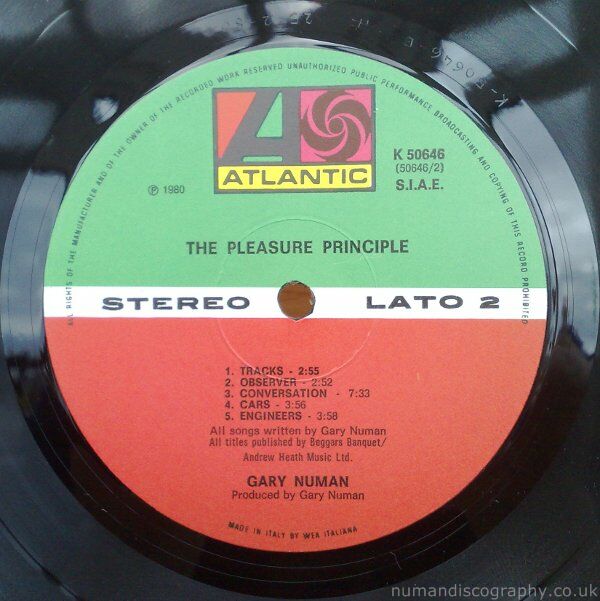 ALL RIGHTS OF THE MANUFACTURER AND OF THE OWNER OF THE RECORDED WORK RESERVED UNAUTHORIZED PUBLIC PERFORMANCE BROADCASTING AND COPYING OF THIS RECORD PROHIBITED
A
ATLANTIC
K 50646
(50646/2)
S.I.A.E.
℗ 1980
THE PLEASURE PRINCIPLE
STEREO LATO 2
1. TRACKS - 2:55
2. OBSERVER - 2:52
3. CONVERSATION - 7:33
4. CARS - 3:56
5. ENGINEERS - 3:58
All songs written by Gary Numan
All titles published by Beggars Banquet/
Andrew Heath Music Ltd.
GARY NUMAN
Produced by Gary Numan
MADE IN ITALY BY WEA ITALIANA
numandiscography.co.uk